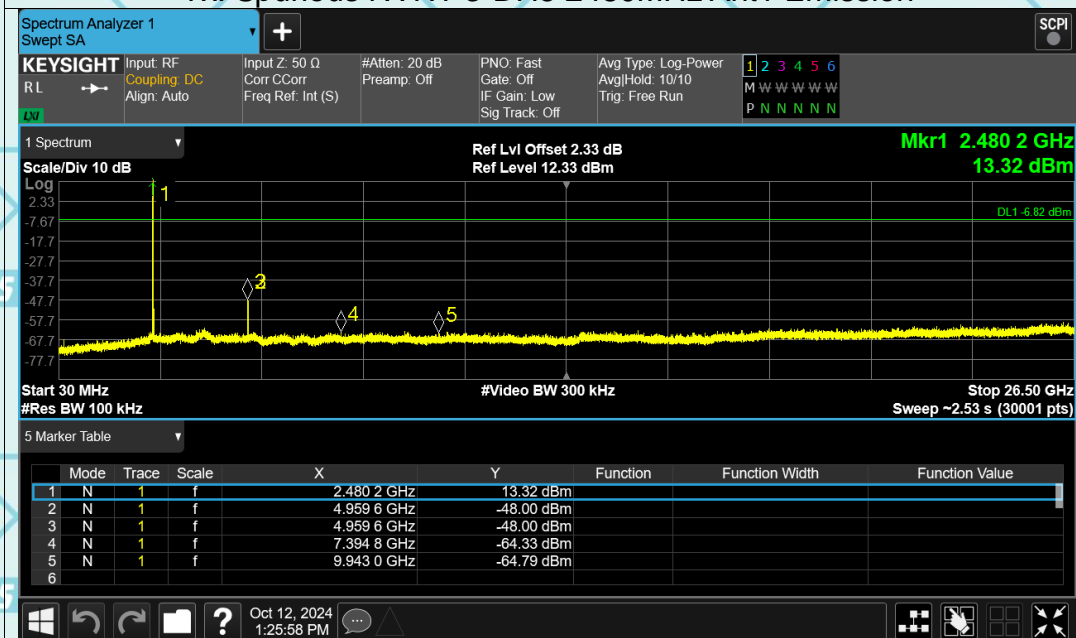 Spectrum Analyzer 1
Swept SA
SCPI
KEYSIGHT Input: RF Input Z: 50 Ω #Atten: 20 dB PNO: Fast Avg Type: Log-Power 1 2 3 4 5 6
RL Coupling: DC Corr CCorr Preamp: Off Gate: Off Avg|Hold: 10/10 M W W W W W
Align: Auto Freq Ref: Int (S) IF Gain: Low Trig: Free Run
LXI Sig Track: Off P N N N N N
1 Spectrum Ref Lvl Offset 2.33 dB Mkr1 2.480 2 GHz
Scale/Div 10 dB Ref Level 12.33 dBm 13.32 dBm
Log
1
2.33
DL1 -6.82 dBm
-7.67
-17.7
-27.7
-37.7
3
-47.7
-57.7
4 5
-67.7
-77.7
Start 30 MHz #Video BW 300 kHz Stop 26.50 GHz
#Res BW 100 kHz Sweep ~2.53 s (30001 pts)
5 Marker Table
Mode Trace Scale X Y Function Function Width Function Value
1 N 1 f 2.480 2 GHz 13.32 dBm
2 N 1 f 4.959 6 GHz -48.00 dBm
3 N 1 f 4.959 6 GHz -48.00 dBm
4 N 1 f 7.394 8 GHz -64.33 dBm
5 N 1 f 9.943 0 GHz -64.79 dBm
6
? Oct 12, 2024
1:25:58 PM